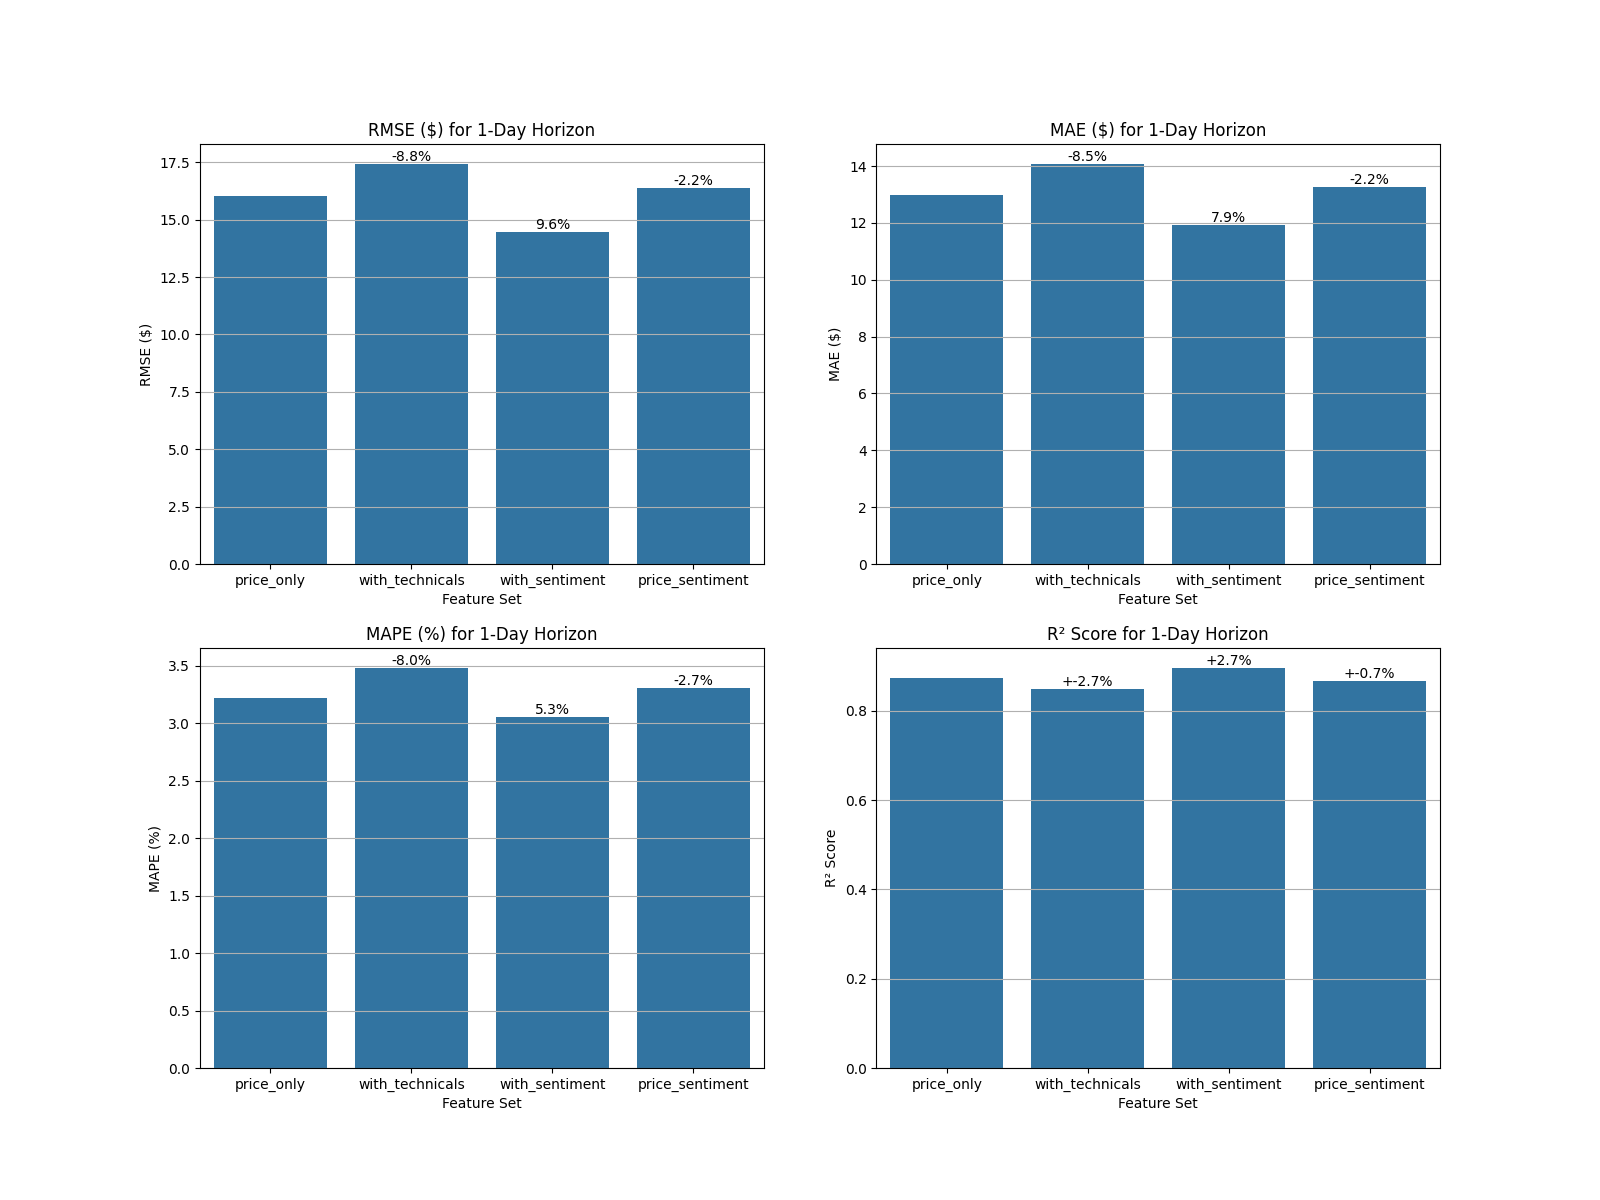 RMSE ($) for 1-Day Horizon
-8.8%
-2.2%
9.6%
17.5
15.0
12.5
10.0
7.5
5.0
2.5
0.0
RMSE ($)
price_only with_technicals with_sentiment price_sentiment
Feature Set
MAE ($) for 1-Day Horizon
-8.5%
-2.2%
7.9%
14
12
10
8
6
4
2
0
MAE ($)
price_only with_technicals with_sentiment price_sentiment
Feature Set
MAPE (%) for 1-Day Horizon
-8.0%
-2.7%
5.3%
3.5
3.0
2.5
2.0
1.5
1.0
0.5
0.0
MAPE (%)
price_only with_technicals with_sentiment price_sentiment
Feature Set
R² Score for 1-Day Horizon
+2.7%
+-0.7%
+-2.7%
0.8
0.6
0.4
0.2
0.0
R² Score
price_only with_technicals with_sentiment price_sentiment
Feature Set